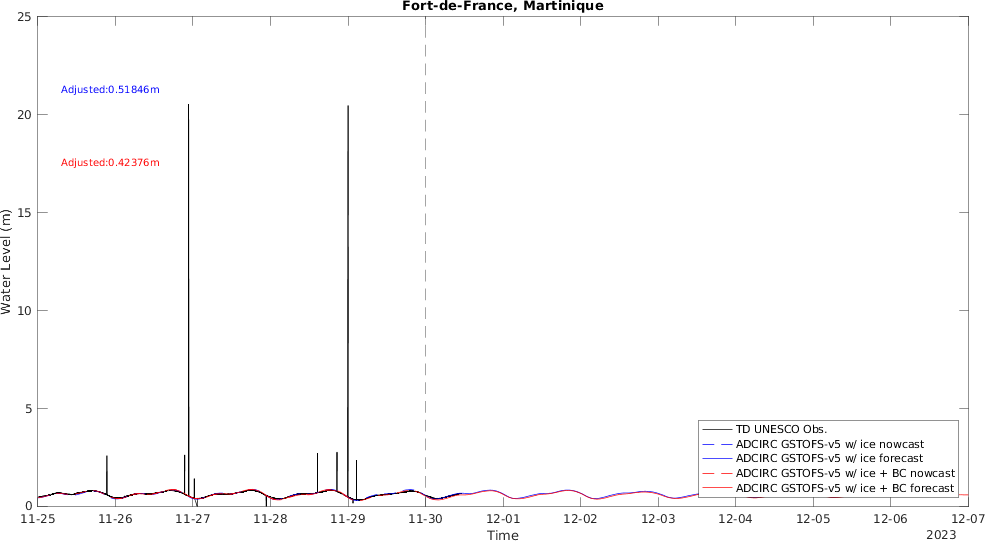 Fort-de-France, Martinique
25
20
15
10
5
0
Water Level (m)
Adjusted:0.51846m
Adjusted:0.42376m
TD UNESCO Obs.
ADCIRC GSTOFS-v5 w/ ice nowcast
ADCIRC GSTOFS-v5 w/ ice forecast
ADCIRC GSTOFS-v5 w/ ice + BC nowcast
ADCIRC GSTOFS-v5 w/ ice + BC forecast
11-25 11-26 11-27 11-28 11-29 11-30 12-01 12-02 12-03 12-04 12-05 12-06 12-07
Time
2023